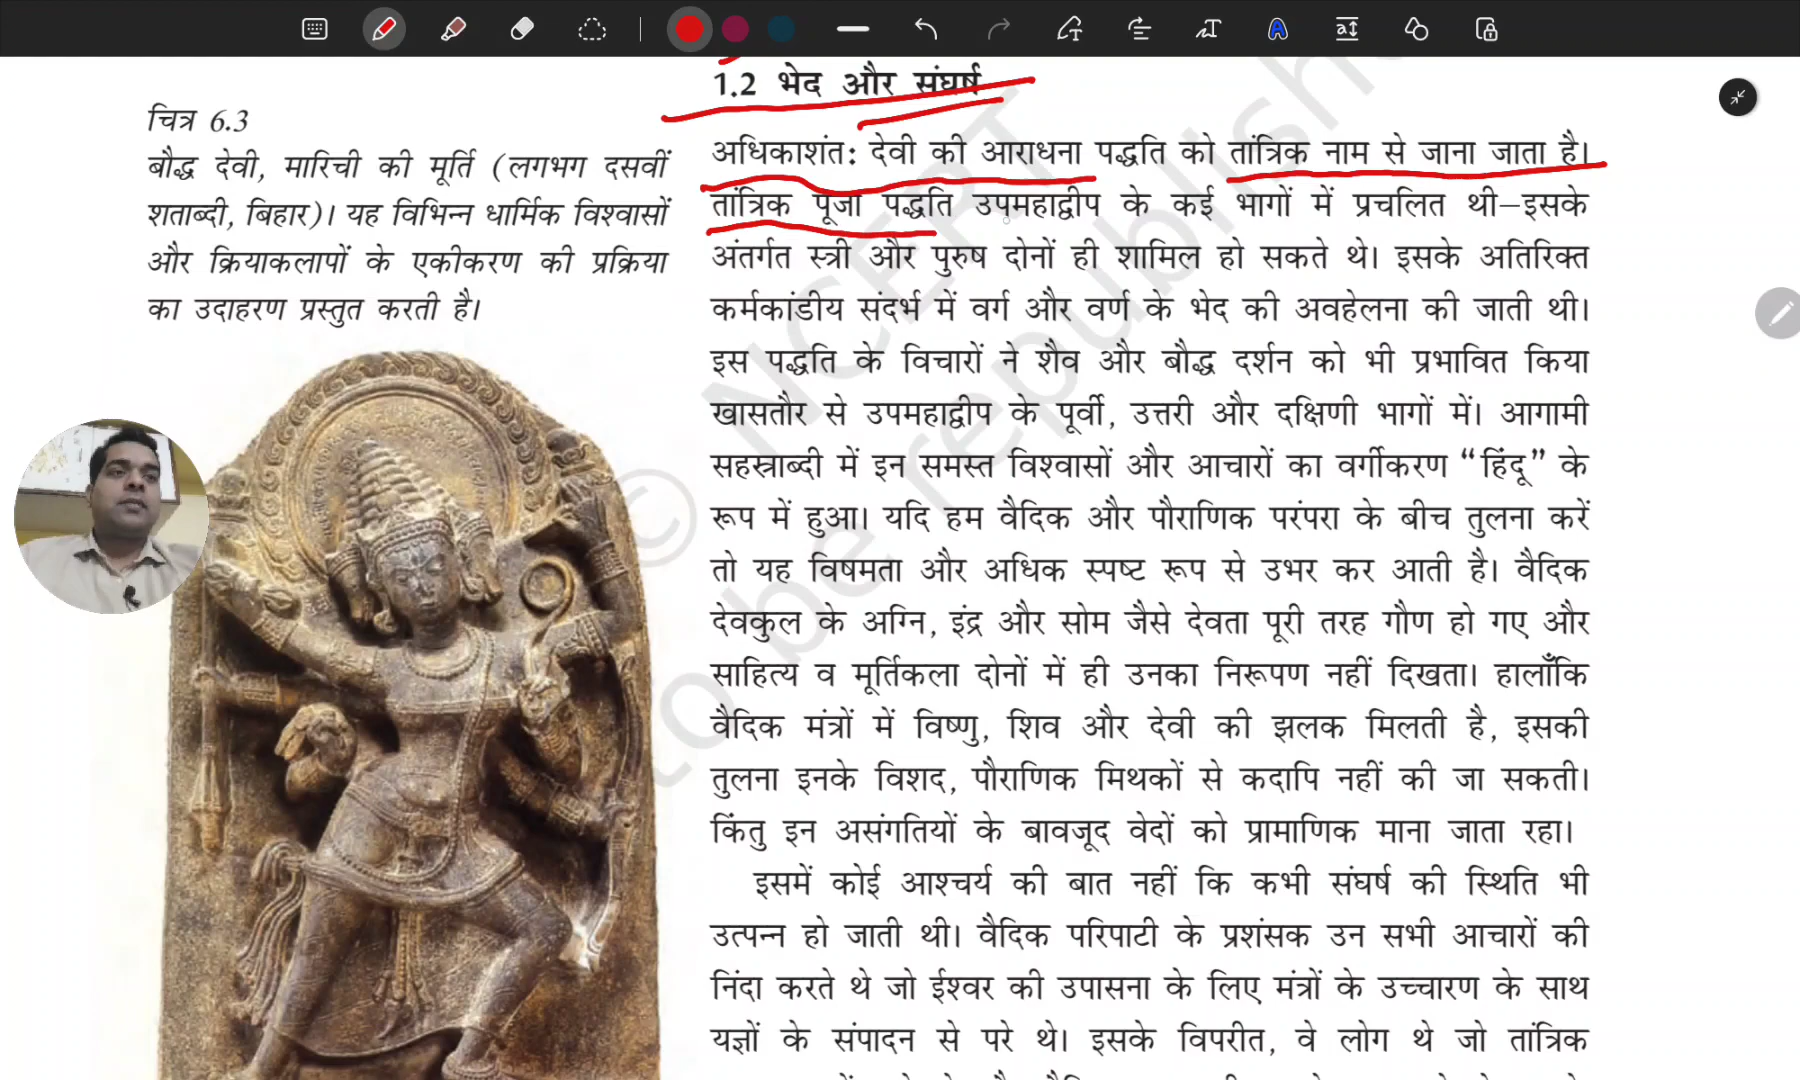 1.2 भेद और संघर्ष
चित्र 6.3
बौद्ध देवी, मारिची की मूर्ति (लगभग दसवीं
शताब्दी, बिहार)। यह विभिन्न धार्मिक विश्वासों
और क्रियाकलापों के एकीकरण की प्रक्रिया
का उदाहरण प्रस्तुत करती है।
अधिकाशंत: देवी की आराधना पद्धति को तांत्रिक नाम से जाना जाता है।
तांत्रिक पूजा पद्धति उपमहाद्वीप के कई भागों में प्रचलित थी–इसके
अंतर्गत स्त्री और पुरुष दोनों ही शामिल हो सकते थे। इसके अतिरिक्त
कर्मकांडीय संदर्भ में वर्ग और वर्ण के भेद की अवहेलना की जाती थी।
इस पद्धति के विचारों ने शैव और बौद्ध दर्शन को भी प्रभावित किया
खासतौर से उपमहाद्वीप के पूर्वी, उत्तरी और दक्षिणी भागों में। आगामी
सहस्राब्दी में इन समस्त विश्वासों और आचारों का वर्गीकरण “हिंदू” के
रूप में हुआ। यदि हम वैदिक और पौराणिक परंपरा के बीच तुलना करें
तो यह विषमता और अधिक स्पष्ट रूप से उभर कर आती है। वैदिक
देवकुल के अग्नि, इंद्र और सोम जैसे देवता पूरी तरह गौण हो गए और
साहित्य व मूर्तिकला दोनों में ही उनका निरूपण नहीं दिखता। हालाँकि
वैदिक मंत्रों में विष्णु, शिव और देवी की झलक मिलती है, इसकी
तुलना इनके विशद, पौराणिक मिथकों से कदापि नहीं की जा सकती।
किंतु इन असंगतियों के बावजूद वेदों को प्रामाणिक माना जाता रहा।
इसमें कोई आश्चर्य की बात नहीं कि कभी संघर्ष की स्थिति भी
उत्पन्न हो जाती थी। वैदिक परिपाटी के प्रशंसक उन सभी आचारों की
निंदा करते थे जो ईश्वर की उपासना के लिए मंत्रों के उच्चारण के साथ
यज्ञों के संपादन से परे थे। इसके विपरीत, वे लोग थे जो तांत्रिक
© NCERT
to be republish